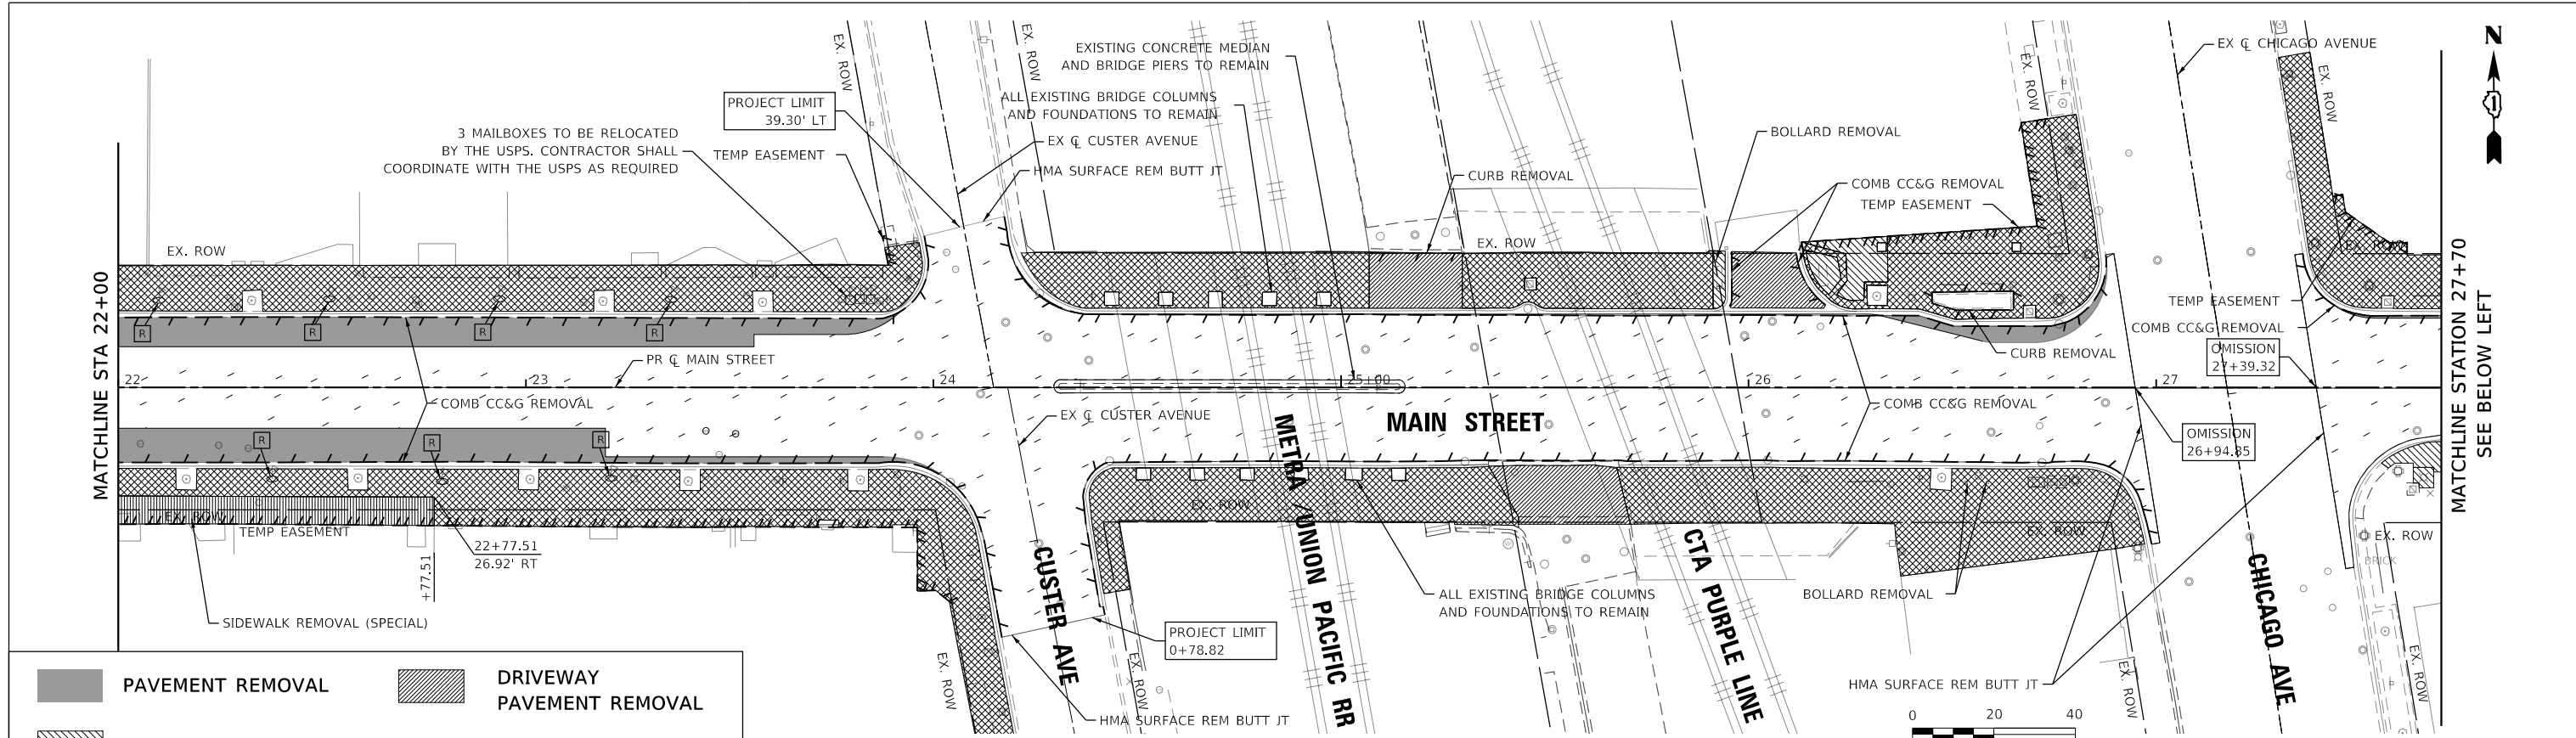 EX. ROW
EX. ROW
EXISTING CONCRETE MEDIAN
AND BRIDGE PIERS TO REMAIN
EX. ROW
EX ℄ CHICAGO AVENUE
EX. ROW
N
PROJECT LIMIT
39.30' LT
ALL EXISTING BRIDGE COLUMNS
AND FOUNDATIONS TO REMAIN
3 MAILBOXES TO BE RELOCATED
BY THE USPS. CONTRACTOR SHALL
COORDINATE WITH THE USPS AS REQUIRED
TEMP EASEMENT
EX ℄ CUSTER AVENUE
HMA SURFACE REM BUTT JT
BOLLARD REMOVAL
CURB REMOVAL
COMB CC&G REMOVAL
TEMP EASEMENT
EX. ROW
EX. ROW
EX. ROW
MATCHLINE STA 22+00
R
R
R
R
TEMP EASEMENT
COMB CC&G REMOVAL
OMISSION
27+39.32
CURB REMOVAL
PR ℄ MAIN STREET
22
23
24
25+00
26
27
MATCHLINE STATION 27+70
SEE BELOW LEFT
COMB CC&G REMOVAL
EX ℄ CUSTER AVENUE
MAIN STREET
COMB CC&G REMOVAL
OMISSION
26+94.85
R
R
R
EX. ROW
TEMP EASEMENT
22+77.51
26.92' RT
+77.51
SIDEWALK REMOVAL (SPECIAL)
EX. ROW
EX. ROW
EX. ROW
BRICK
CUSTER AVE
METRA /UNION PACIFIC RR
CTA PURPLE LINE
CHICAGO AVE
ALL EXISTING BRIDGE COLUMNS
AND FOUNDATIONS TO REMAIN
BOLLARD REMOVAL
PROJECT LIMIT
0+78.82
EX. ROW
EX. ROW
EX. ROW
EX. ROW
HMA SURFACE REM BUTT JT
HMA SURFACE REM BUTT JT
PAVEMENT REMOVAL
DRIVEWAY
PAVEMENT REMOVAL
0 20 40